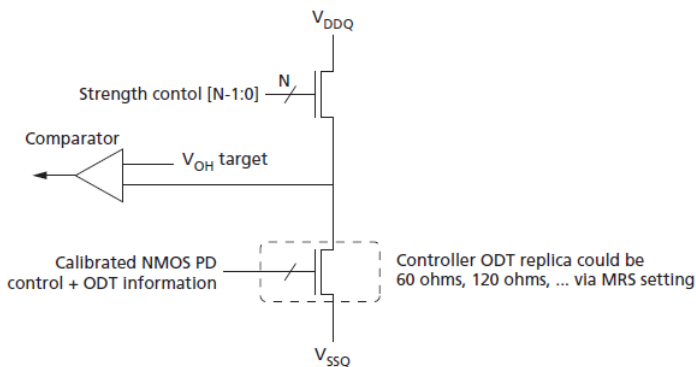 VDDQ
N
Strength contol [N-1:0]
Comparator
VOH target
Calibrated NMOS PD
control + ODT information
Controller ODT replica could be
60 ohms, 120 ohms, ... via MRS setting
VSSQ